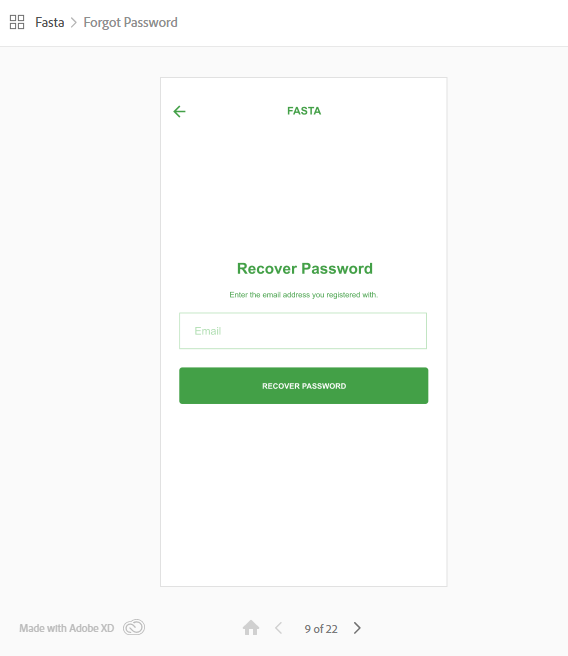 Fasta > Forgot Password
FASTA
Recover Password
Enter the email address you registered with.
Email
RECOVER PASSWORD
Made with Adobe XD
9 of 22